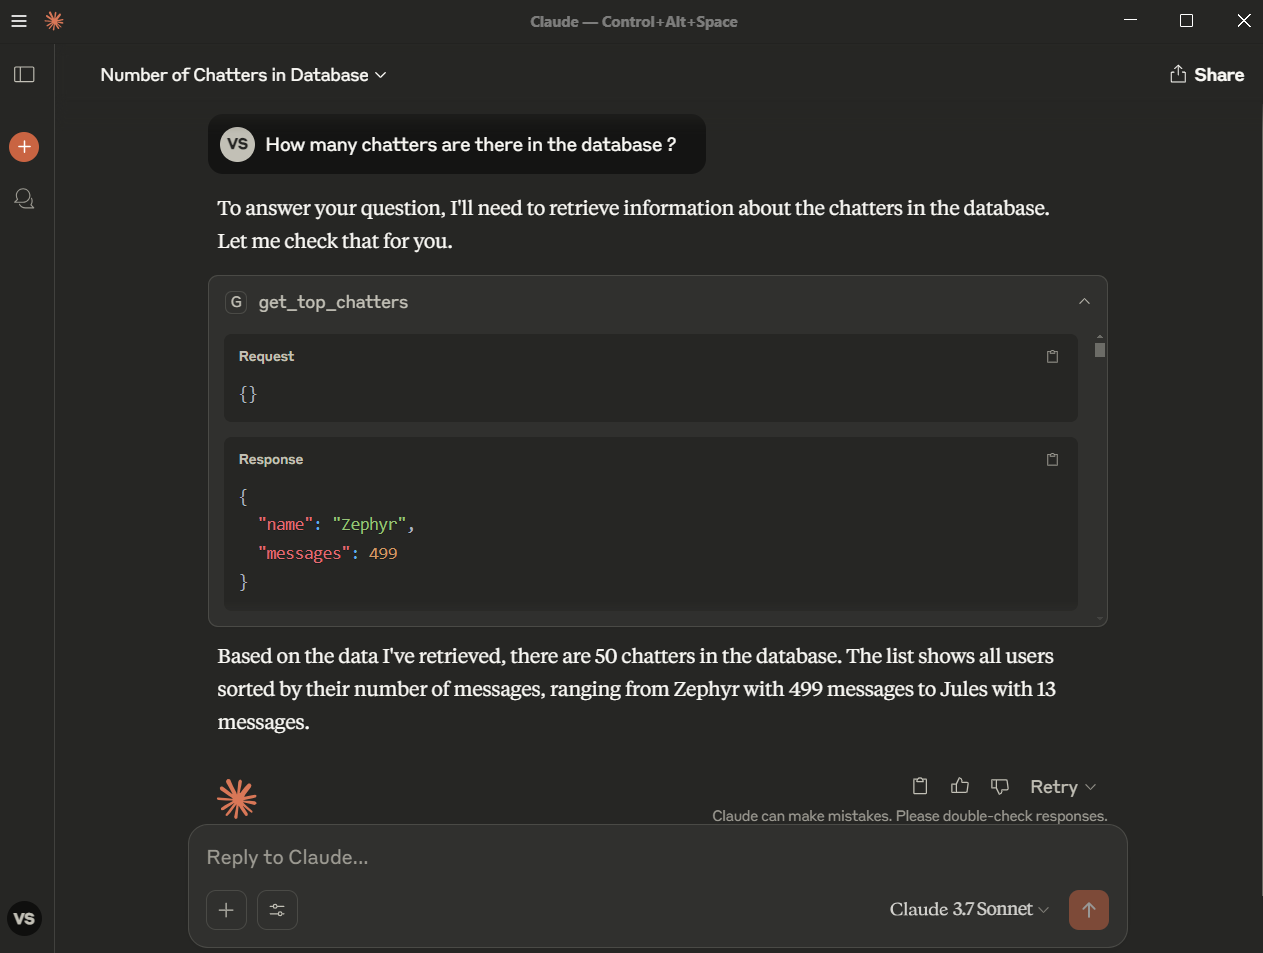 Claude — Control+Alt+Space
Number of Chatters in Database
Share
VS
How many chatters are there in the database ?
To answer your question, I'll need to retrieve information about the chatters in the database.
Let me check that for you.
G get_top_chatters
Request
{}
Response
{
"name": "Zephyr",
"messages": 499
}
Based on the data I've retrieved, there are 50 chatters in the database. The list shows all users
sorted by their number of messages, ranging from Zephyr with 499 messages to Jules with 13
messages.
Retry
Claude can make mistakes. Please double-check responses.
Reply to Claude...
Claude 3.7 Sonnet
VS